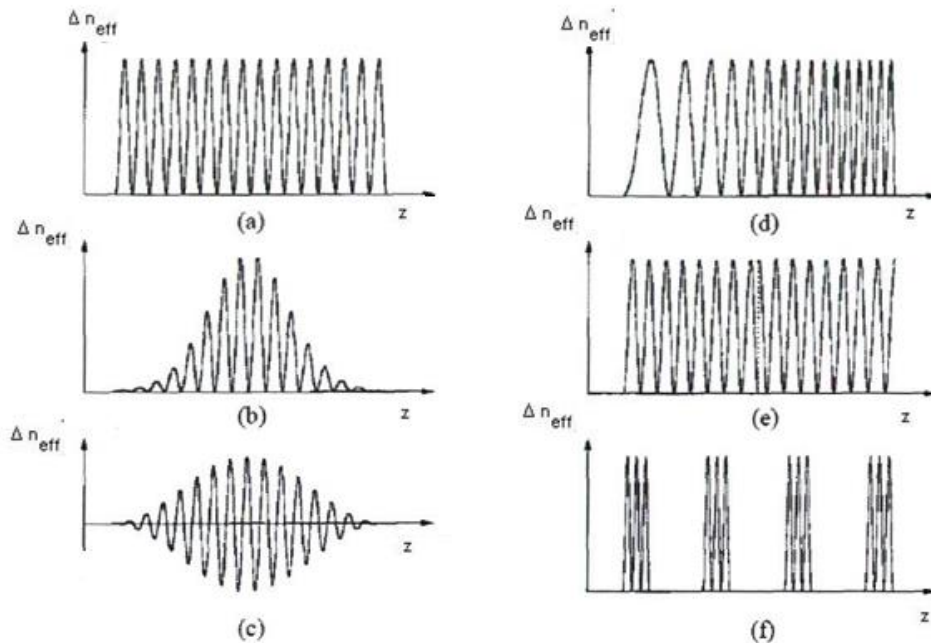 Δ n_eff
z
(a)
Δ n_eff
z
(b)
Δ n_eff
z
(c)
Δ n_eff
z
(d)
Δ n_eff
z
(e)
Δ n_eff
z
(f)